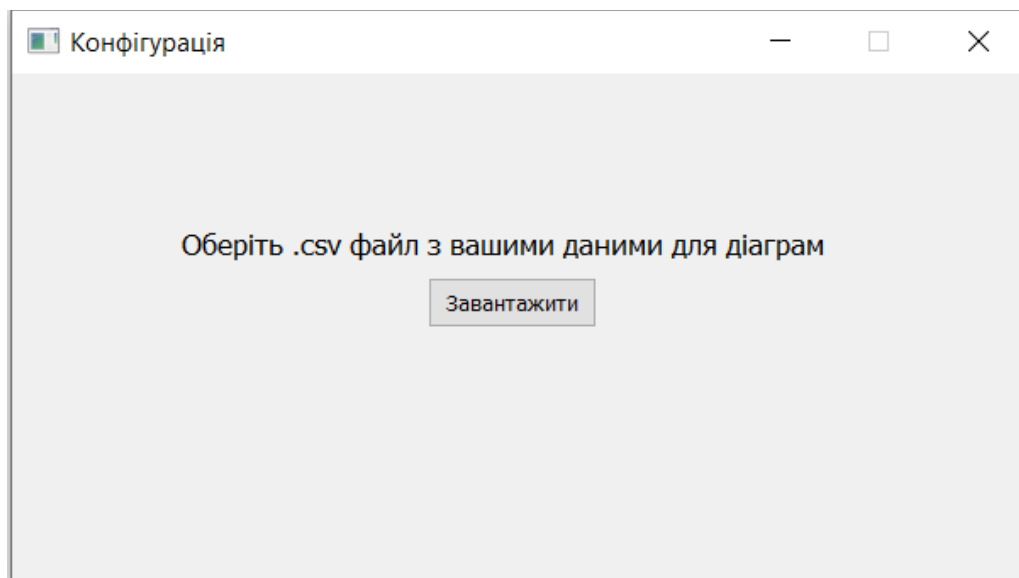 Конфігурація
Оберіть .csv файл з вашими даними для діаграм
Завантажити